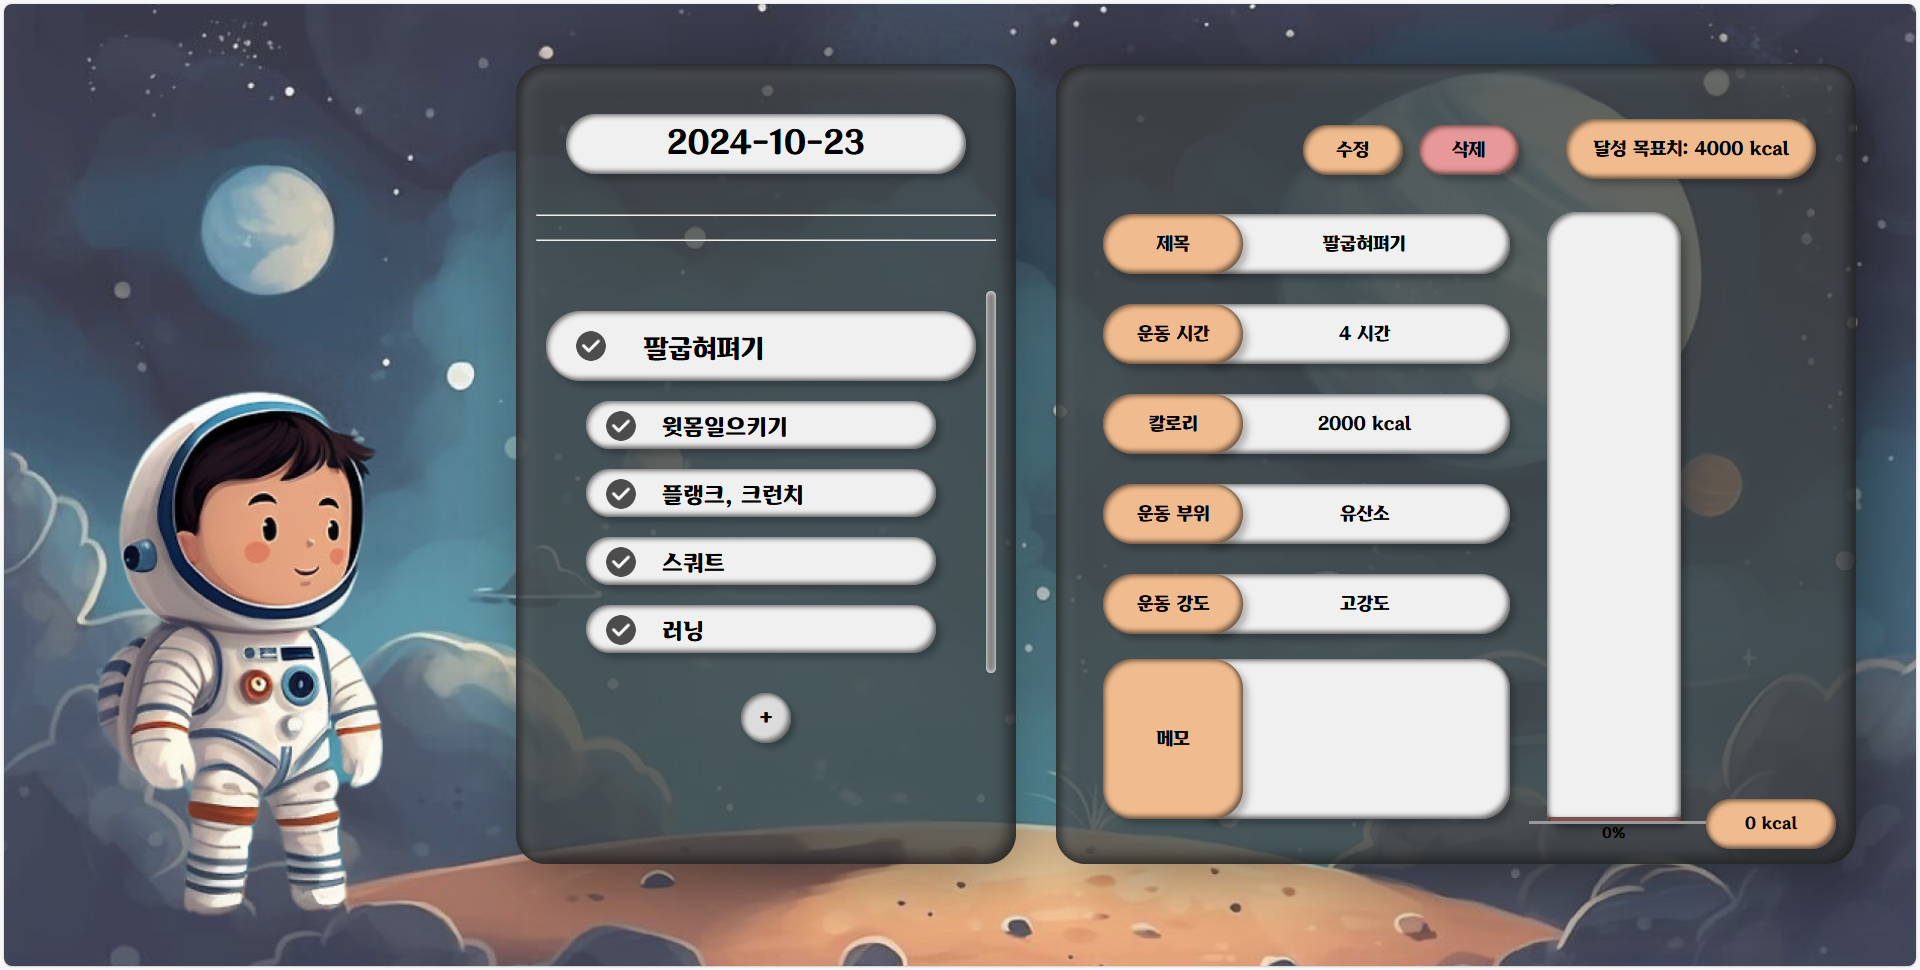 2024-10-23
팔굽혀펴기
윗몸일으키기
플랭크, 크런치
스쿼트
러닝
+
수정
삭제
달성 목표치: 4000 kcal
제목
팔굽혀펴기
운동 시간
4 시간
칼로리
2000 kcal
운동 부위
유산소
운동 강도
고강도
메모
0%
0 kcal